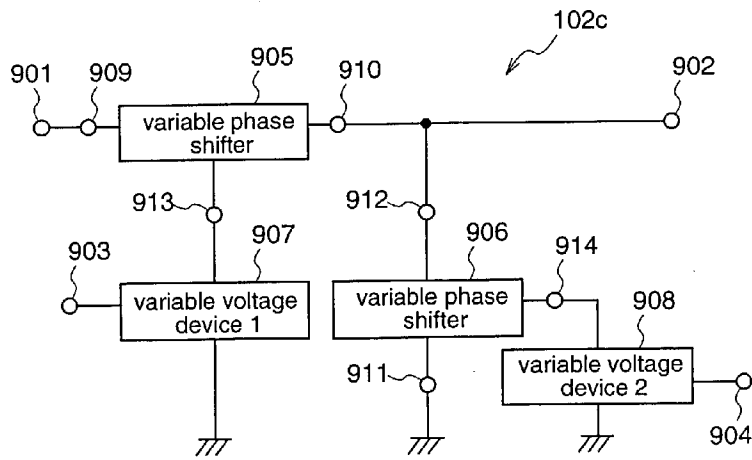 102c
905
910
902
901
909
variable phase
shifter
913
912
907
906
914
903
variable voltage
device 1
variable phase
shifter
908
911
variable voltage
device 2
904